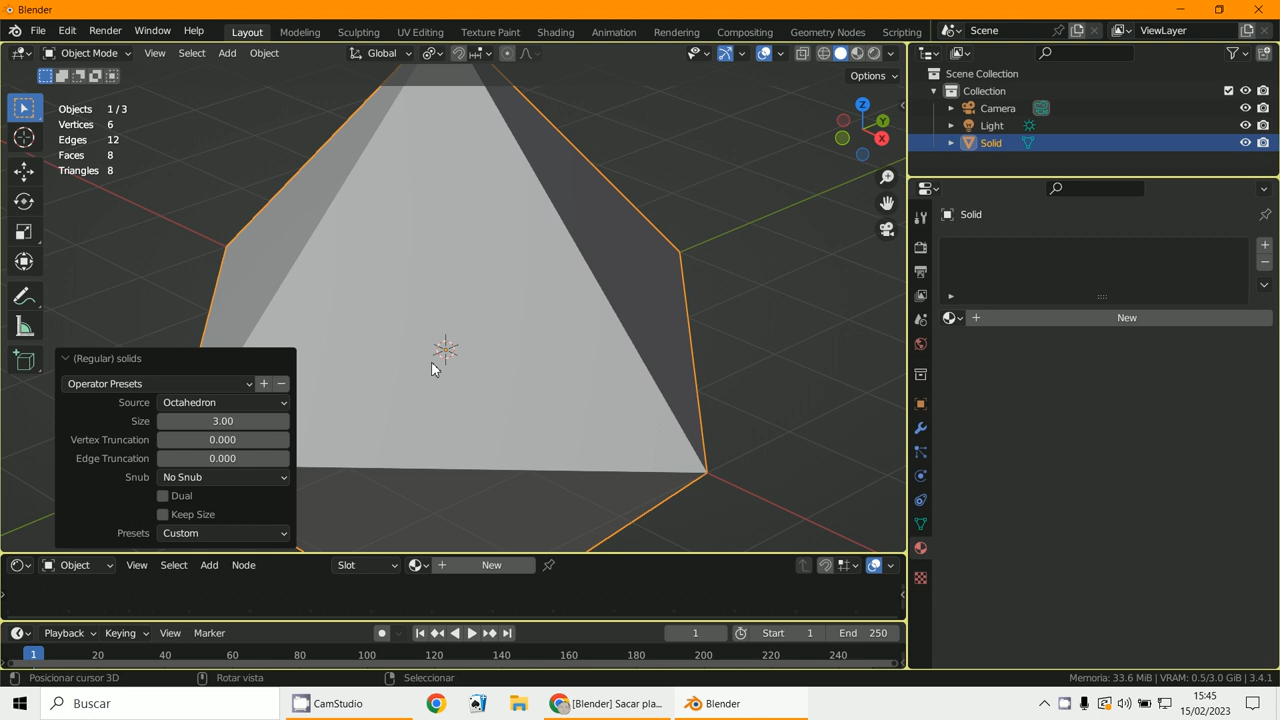 Blender
File Edit Render Window Help Layout Modeling Sculpting UV Editing Texture Paint Shading Animation Rendering Compositing Geometry Nodes Scripting Scene ViewLayer
Object Mode View Select Add Object Global
Options
Objects 1 / 3
Vertices 6
Edges 12
Faces 8
Triangles 8
Z
Y
X
Scene Collection
Collection
Camera
Light
Solid
Solid
New
(Regular) solids
Operator Presets
Source Octahedron
Size 3.00
Vertex Truncation 0.000
Edge Truncation 0.000
Snub No Snub
Dual
Keep Size
Presets Custom
Object View Select Add Node Slot New
Playback Keying View Marker 1 Start 1 End 250
1 20 40 60 80 100 120 140 160 180 200 220 240
Posicionar cursor 3D Rotar vista Seleccionar Memoria: 33.6 MiB | VRAM: 0.5/3.0 GiB | 3.4.1
Buscar CamStudio [Blender] Sacar pla... Blender
15:45
15/02/2023